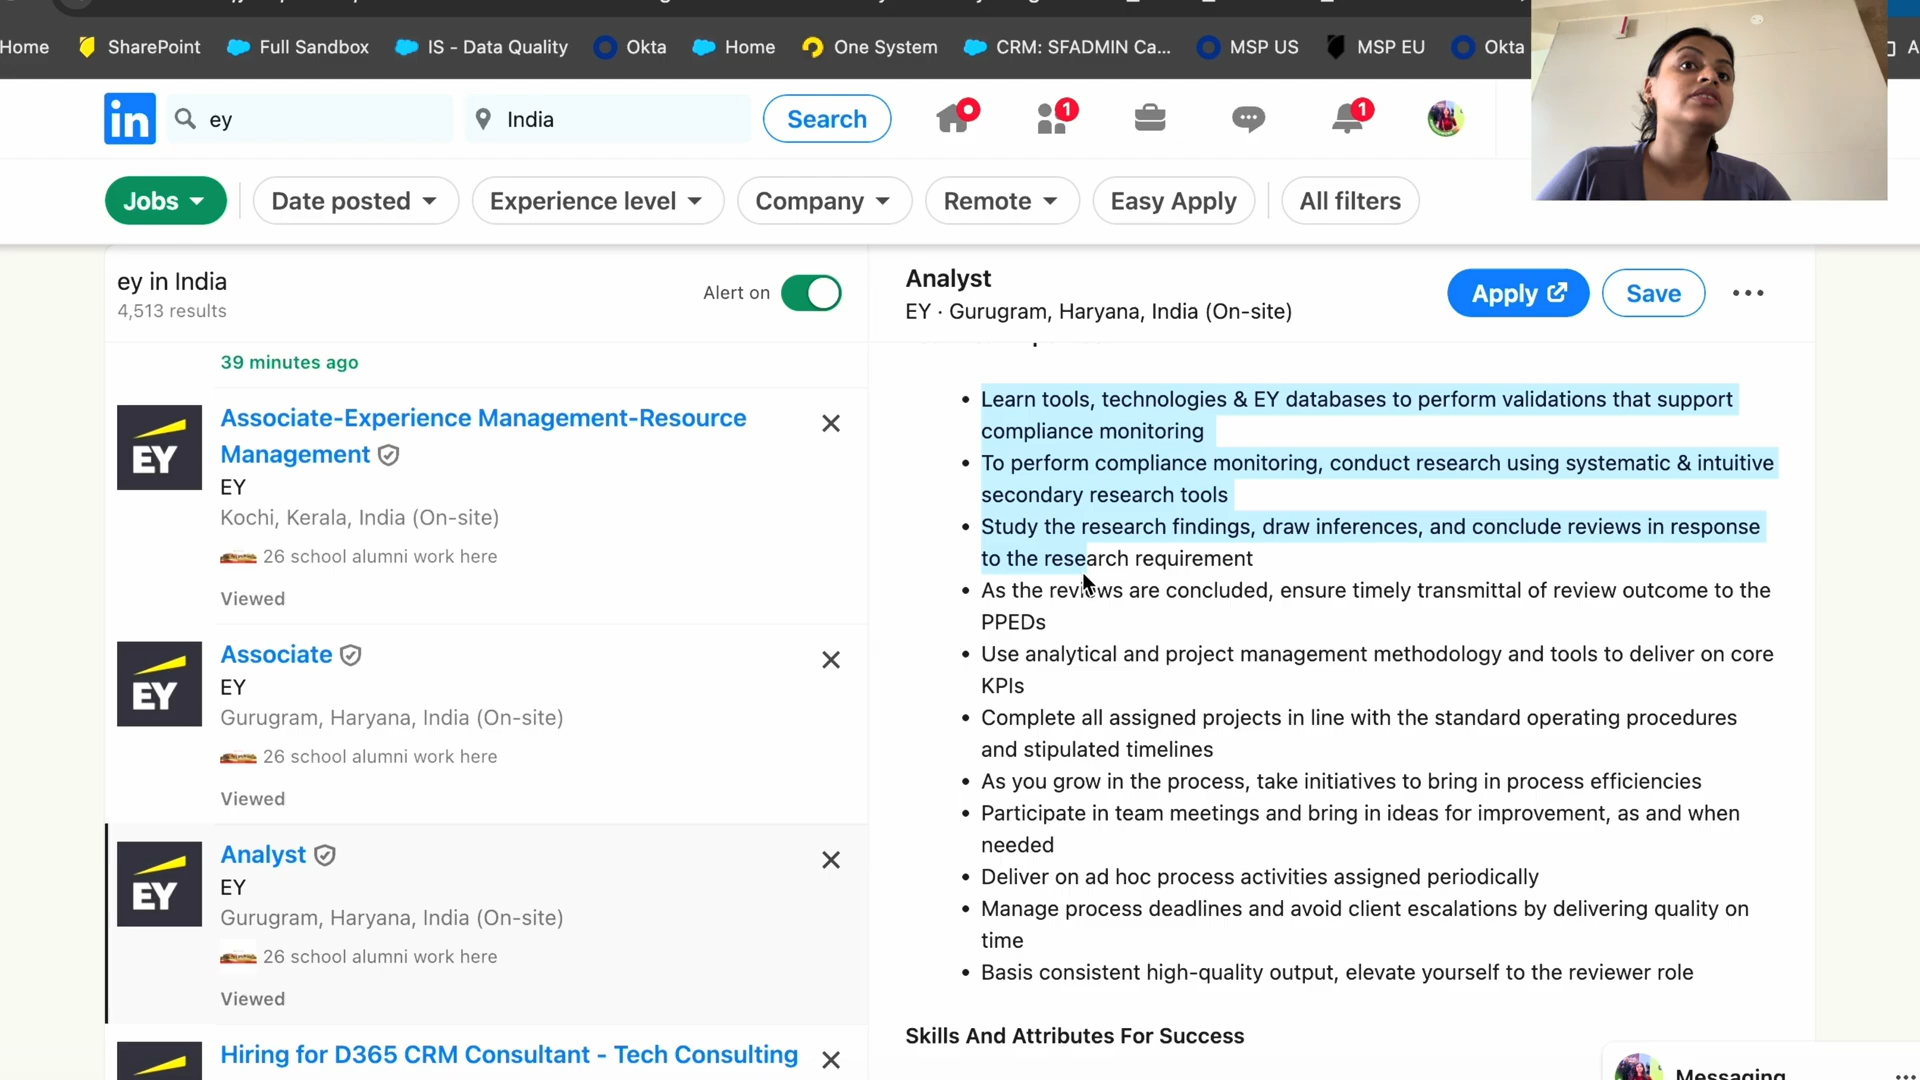 Home SharePoint Full Sandbox IS - Data Quality Okta Home One System CRM: SFADMIN Ca... MSP US MSP EU Okta
in ey India Search 1 1
Jobs Date posted Experience level Company Remote Easy Apply All filters
ey in India
4,513 results
Alert on
39 minutes ago
EY
Associate-Experience Management-Resource
Management
EY
Kochi, Kerala, India (On-site)
26 school alumni work here
Viewed
EY
Associate
EY
Gurugram, Haryana, India (On-site)
26 school alumni work here
Viewed
EY
Analyst
EY
Gurugram, Haryana, India (On-site)
26 school alumni work here
Viewed
Hiring for D365 CRM Consultant - Tech Consulting
Analyst
EY · Gurugram, Haryana, India (On-site)
Apply Save
• Learn tools, technologies & EY databases to perform validations that support
compliance monitoring
• To perform compliance monitoring, conduct research using systematic & intuitive
secondary research tools
• Study the research findings, draw inferences, and conclude reviews in response
to the research requirement
• As the reviews are concluded, ensure timely transmittal of review outcome to the
PPEDs
• Use analytical and project management methodology and tools to deliver on core
KPIs
• Complete all assigned projects in line with the standard operating procedures
and stipulated timelines
• As you grow in the process, take initiatives to bring in process efficiencies
• Participate in team meetings and bring in ideas for improvement, as and when
needed
• Deliver on ad hoc process activities assigned periodically
• Manage process deadlines and avoid client escalations by delivering quality on
time
• Basis consistent high-quality output, elevate yourself to the reviewer role
Skills And Attributes For Success
Messaging